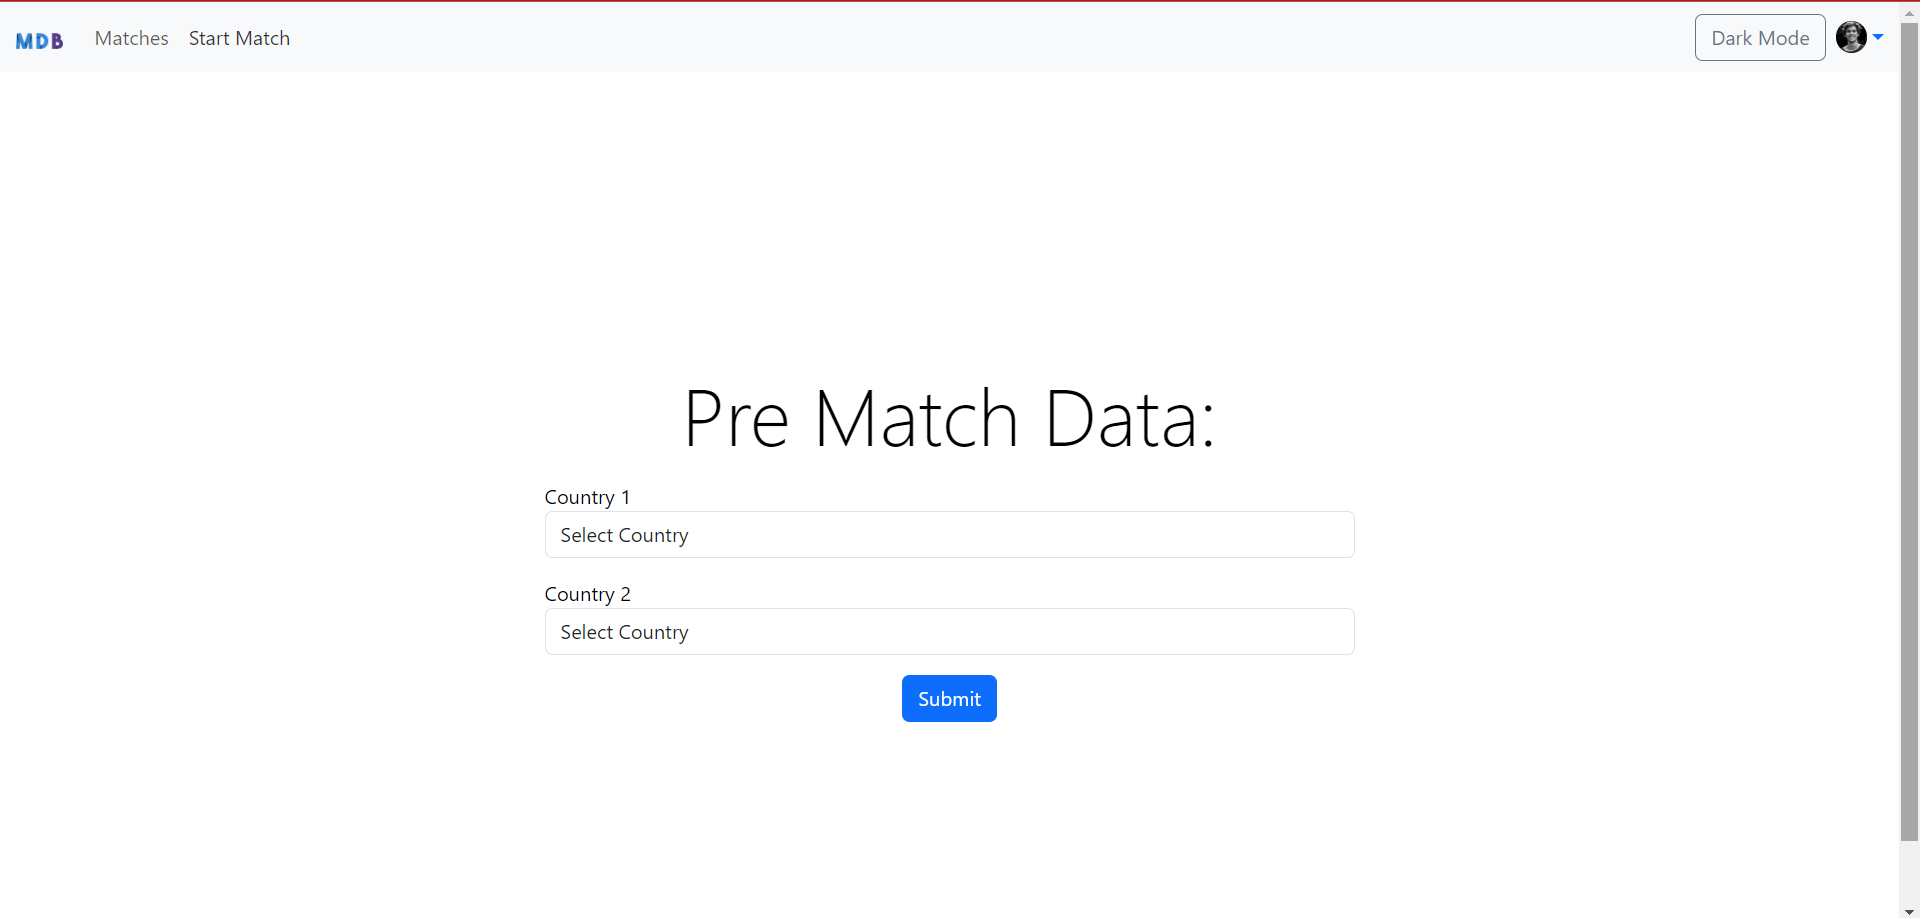 MDB Matches Start Match Dark Mode
Pre Match Data:
Country 1
Select Country
Country 2
Select Country
Submit